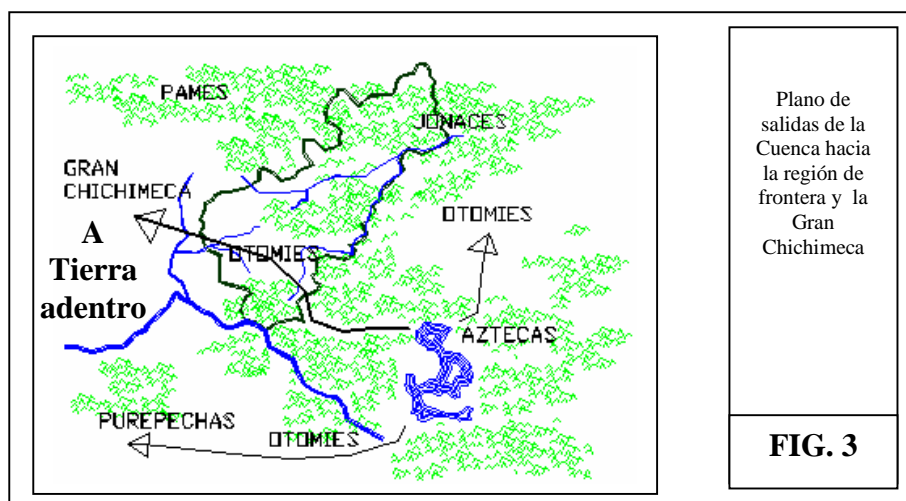 PAMES
JONACES
GRAN
CHICHIMECA
OTOMIES
A
Tierra
adentro
OTOMIES
AZTECAS
PUREPECHAS
OTOMIES
Plano de
salidas de la
Cuenca hacia
la región de
frontera y la
Gran
Chichimeca
FIG. 3